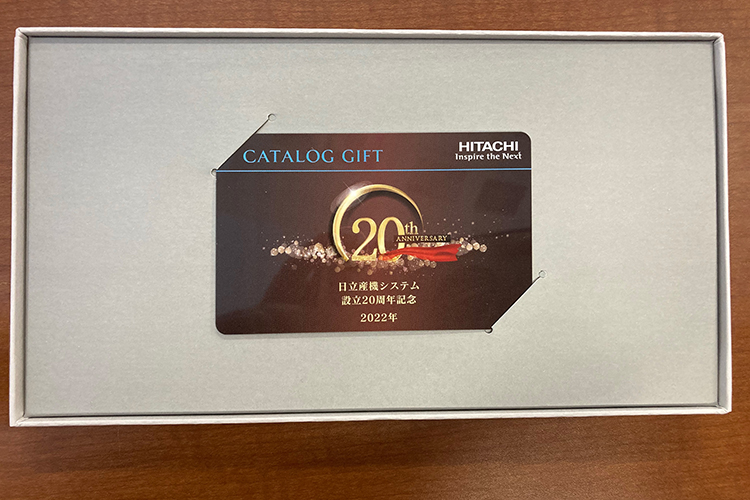 CATALOG GIFT
HITACHI
Inspire the Next
20th
ANNIVERSARY
日立産機システム
設立20周年記念
2022年